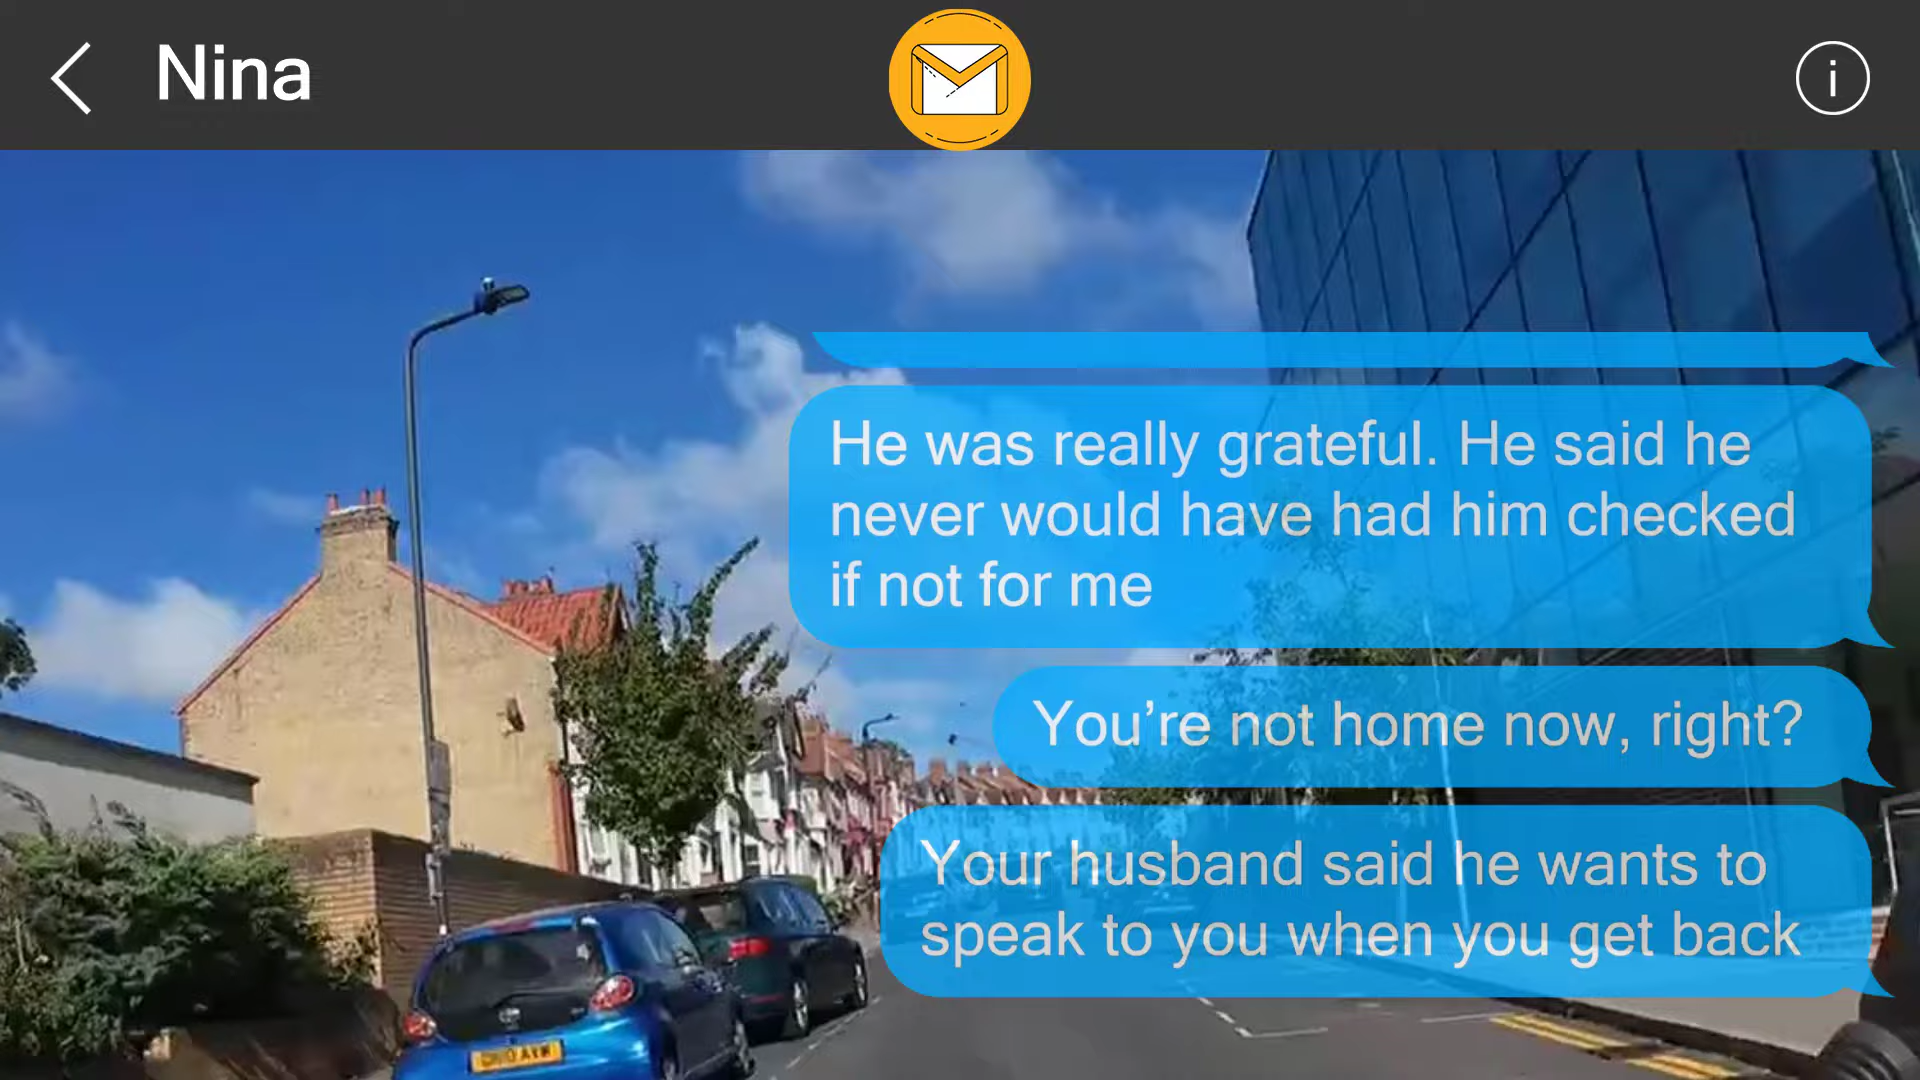 Nina
He was really grateful. He said he
never would have had him checked
if not for me
You’re not home now, right?
Your husband said he wants to
speak to you when you get back